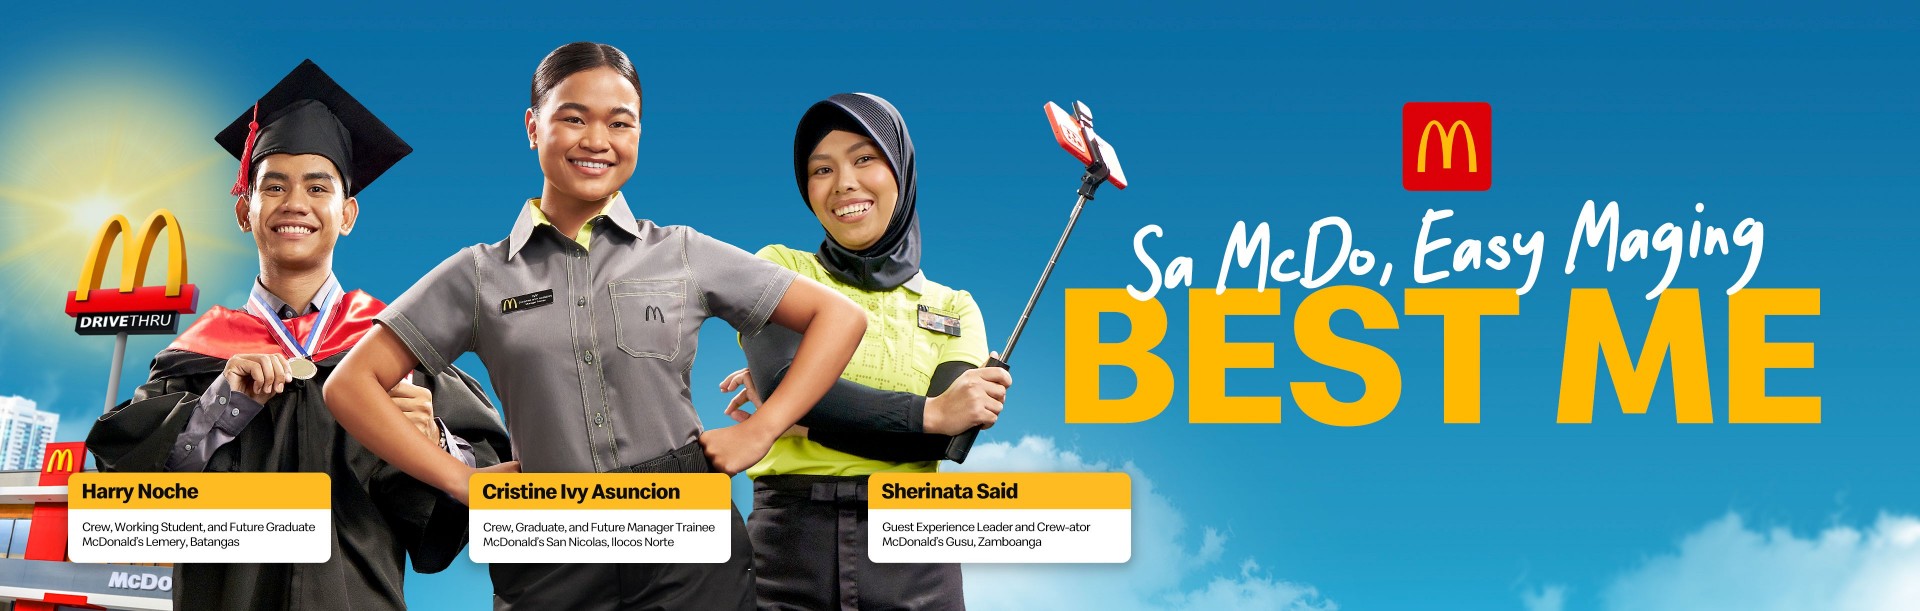 DRIVETHRU
Sa McDo, Easy Maging
BEST ME
Harry Noche
Crew, Working Student, and Future Graduate
McDonald's Lemery, Batangas
Cristine Ivy Asuncion
Crew, Graduate, and Future Manager Trainee
McDonald's San Nicolas, Ilocos Norte
Sherinata Said
Guest Experience Leader and Crew-ator
McDonald's Gusu, Zamboanga
McDo